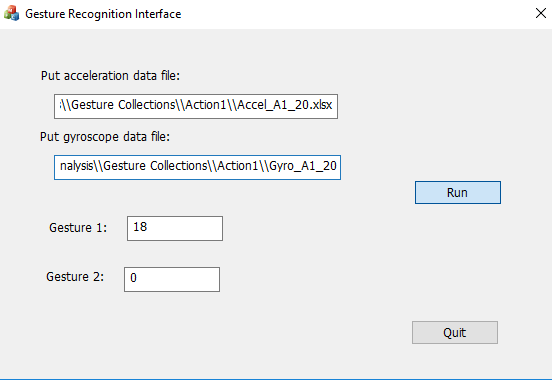 Gesture Recognition Interface
Put acceleration data file:
\\Gesture Collections\\Action1\\Accel_A1_20.xlsx
Put gyroscope data file:
nalysis\\Gesture Collections\\Action1\\Gyro_A1_20
Run
Gesture 1: 18
Gesture 2: 0
Quit